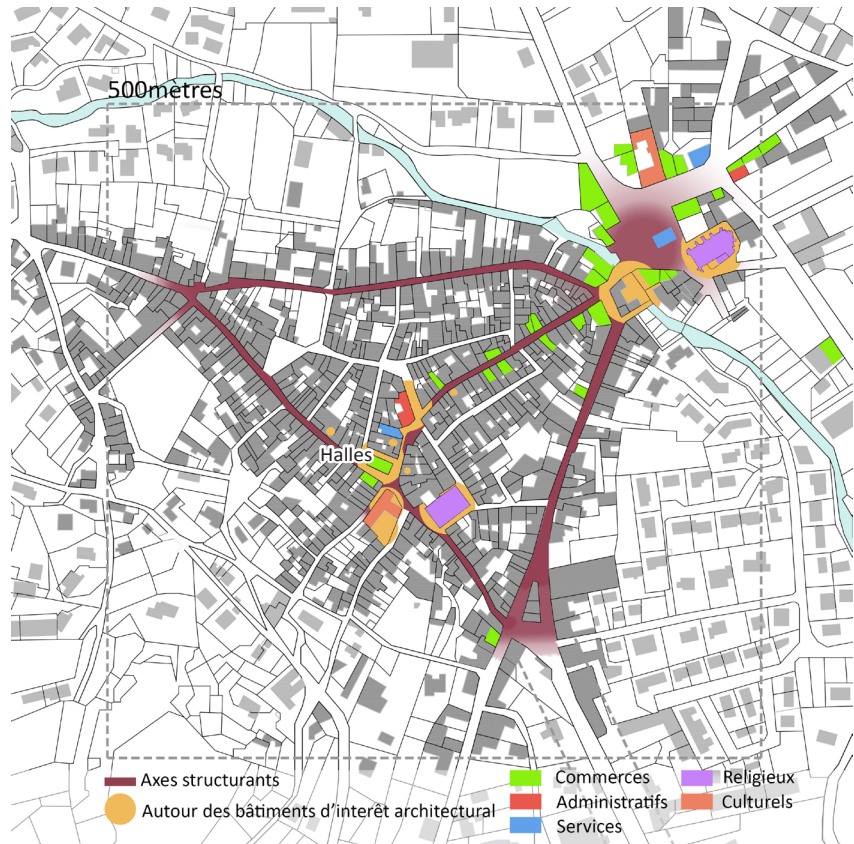 500mètres
Halles
Axes structurants
Autour des bâtiments d'interêt architectural
Commerces
Administratifs
Services
Religieux
Culturels